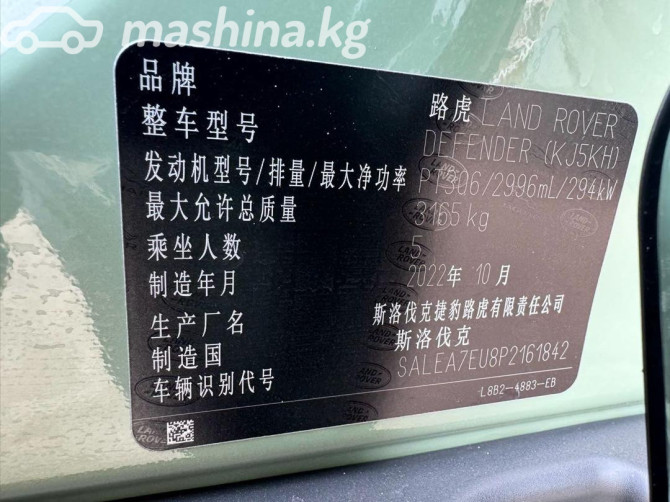 mashina.kg
品牌 路虎 LAND ROVER
整车型号 DEFENDER (KJ5KH)
发动机型号/排量/最大净功率 PT306/2996mL/294kW
最大允许总质量 3165kg
乘坐人数 5
制造年月 2022年 10月
生产厂名 斯洛伐克捷豹路虎有限责任公司
制造国 斯洛伐克
车辆识别代号 SALEA7EU8P2161842
L8B2-4883-EB